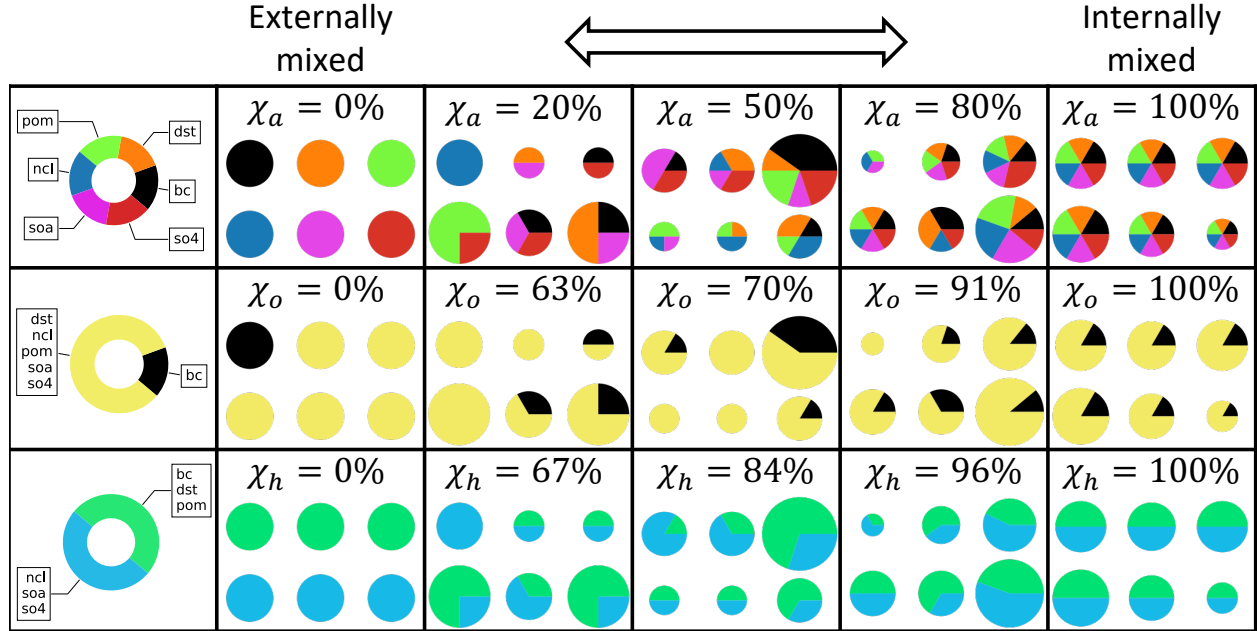 Externally
mixed
Internally
mixed
pom
dst
ncl
bc
soa
so4
χₐ = 0%
χₐ = 20%
χₐ = 50%
χₐ = 80%
χₐ = 100%
dst
ncl
pom
soa
so4
bc
χₒ = 0%
χₒ = 63%
χₒ = 70%
χₒ = 91%
χₒ = 100%
bc
dst
pom
ncl
soa
so4
χₕ = 0%
χₕ = 67%
χₕ = 84%
χₕ = 96%
χₕ = 100%